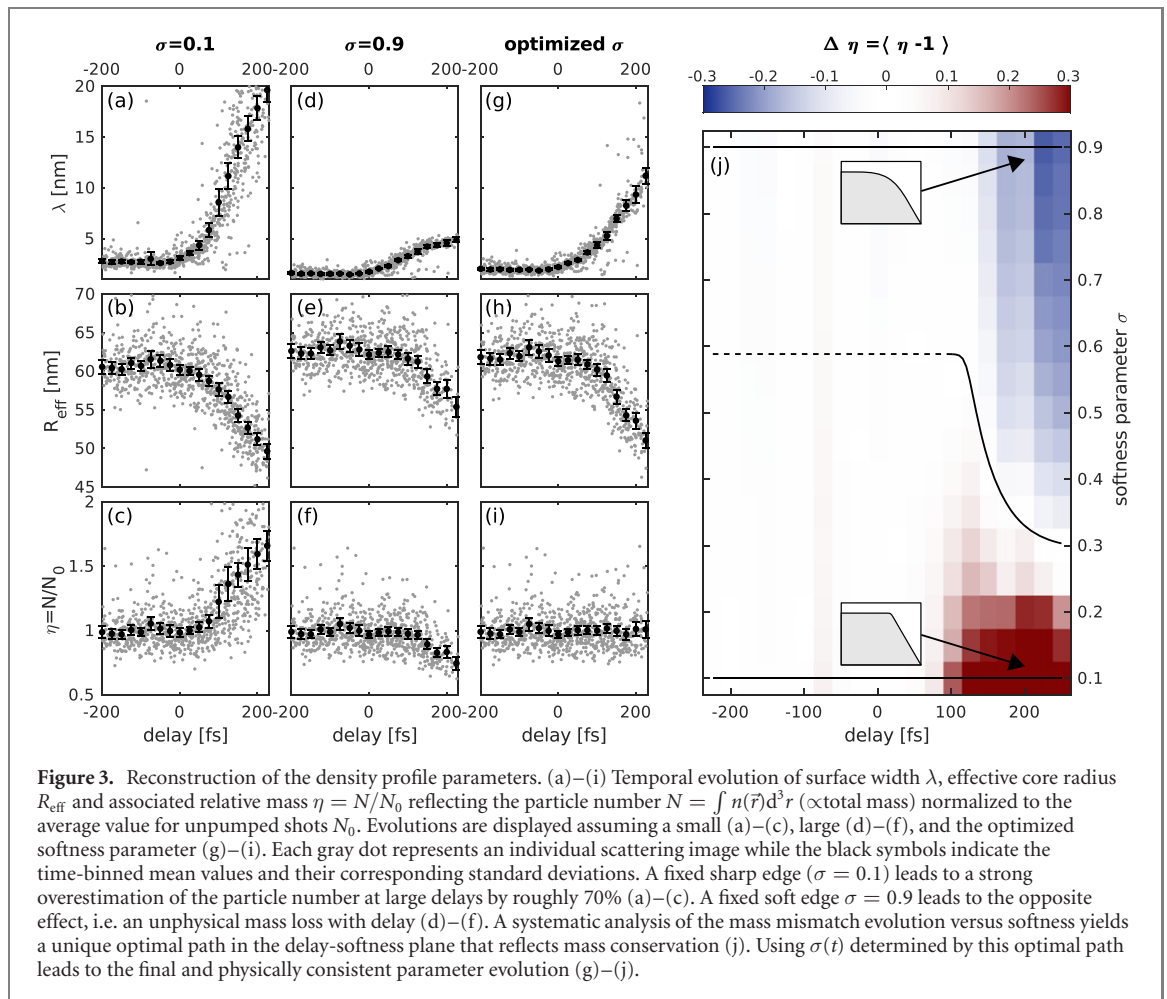 σ=0.1
σ=0.9
optimized σ
Δ η =⟨ η -1 ⟩
-200 0 200 -200 0 200 -200 0 200
-0.3 -0.2 -0.1 0 0.1 0.2 0.3
(a)
(d)
(g)
20
15
10
5
λ [nm]
(b)
(e)
(h)
70
65
60
55
50
45
R_eff [nm]
(c)
(f)
(i)
2
1.5
1
0.5
η=N/N_0
-200 0 200 -200 0 200 -200 0 200
delay [fs] delay [fs] delay [fs]
(j)
0.9
0.8
0.7
0.6
0.5
0.4
0.3
0.2
0.1
softness parameter σ
-200 -100 0 100 200
delay [fs]
Figure 3. Reconstruction of the density profile parameters. (a)–(i) Temporal evolution of surface width λ, effective core radius
R_eff and associated relative mass η = N/N_0 reflecting the particle number N = ∫ n(r⃗)d³r (∝total mass) normalized to the
average value for unpumped shots N_0. Evolutions are displayed assuming a small (a)–(c), large (d)–(f), and the optimized
softness parameter (g)–(i). Each gray dot represents an individual scattering image while the black symbols indicate the
time-binned mean values and their corresponding standard deviations. A fixed sharp edge (σ = 0.1) leads to a strong
overestimation of the particle number at large delays by roughly 70% (a)–(c). A fixed soft edge σ = 0.9 leads to the opposite
effect, i.e. an unphysical mass loss with delay (d)–(f). A systematic analysis of the mass mismatch evolution versus softness yields
a unique optimal path in the delay-softness plane that reflects mass conservation (j). Using σ(t) determined by this optimal path
leads to the final and physically consistent parameter evolution (g)–(j).